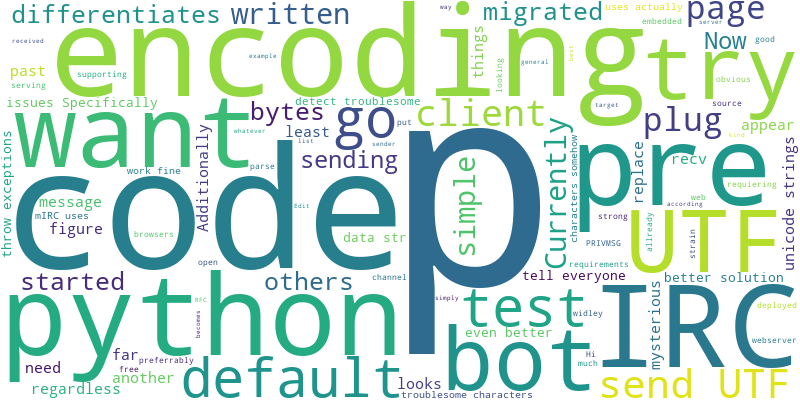 differentiates
written
way
migrated
uses actually
page
received
encoding
things
embedded
server
Now
good
past
supporting
example
looking
general
best
try
obvious
serving
issues Specifically
detect troublesome
target
source
bytes
go
client
put
plug
appear
want
least
whatever
list
sender
throw exceptions
Additionally
sending
parse
Currently
characters somehow
pre
replace
recv
kind
requiering
web
according
unicode strings
work fine
code
p
simple
message
mIRC uses
figure
Edit
browsers
data str
strong
PRIVMSG
allready
strain
UTF
open
channel
requirements
started
others
tell everyone
better solution
python
RFC
becomes
simply
test
widley
mysterious
IRC
deployed
webserver
need
far
preferrably
free
another
regardless
default
looks
bot
even better
Hi
much
troublesome characters
send UTF